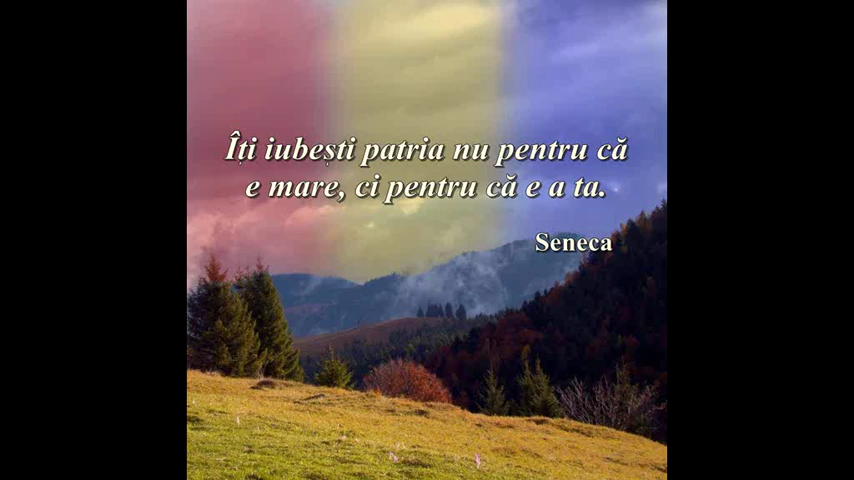 Îți iubești patria nu pentru că
e mare, ci pentru că e a ta.
Seneca